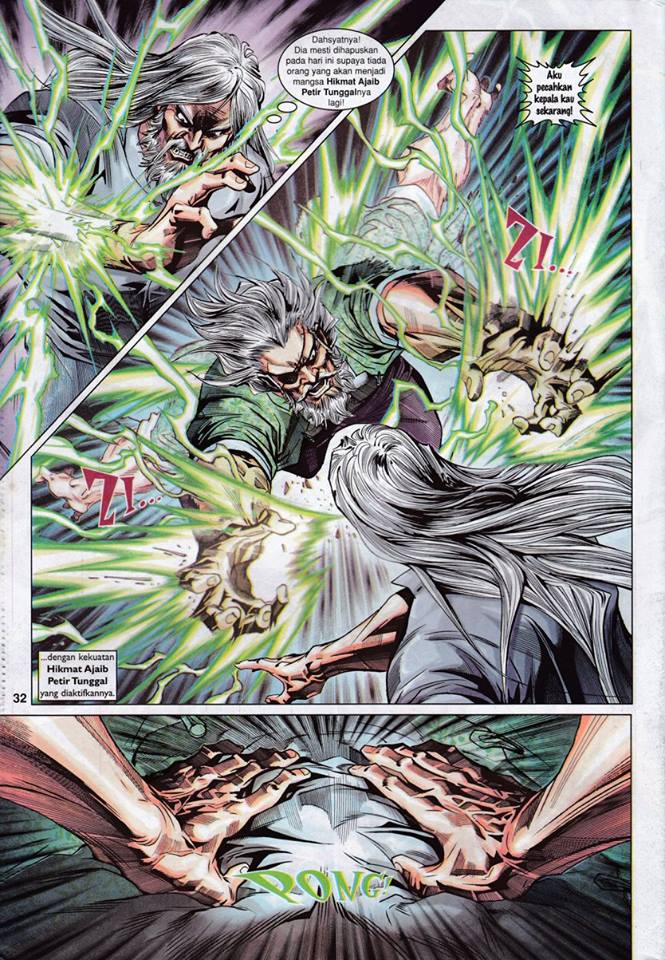 Dahsyatnya!
Dia mesti dihapuskan
pada hari ini supaya tiada
orang yang akan menjadi
mangsa Hikmat Ajaib
Petir Tunggalnya
lagi!
Aku
pecahkan
kepala kau
sekarang!
ZI...
ZI...
...dengan kekuatan
Hikmat Ajaib
Petir Tunggal
yang diaktifkannya.
32
PONG!